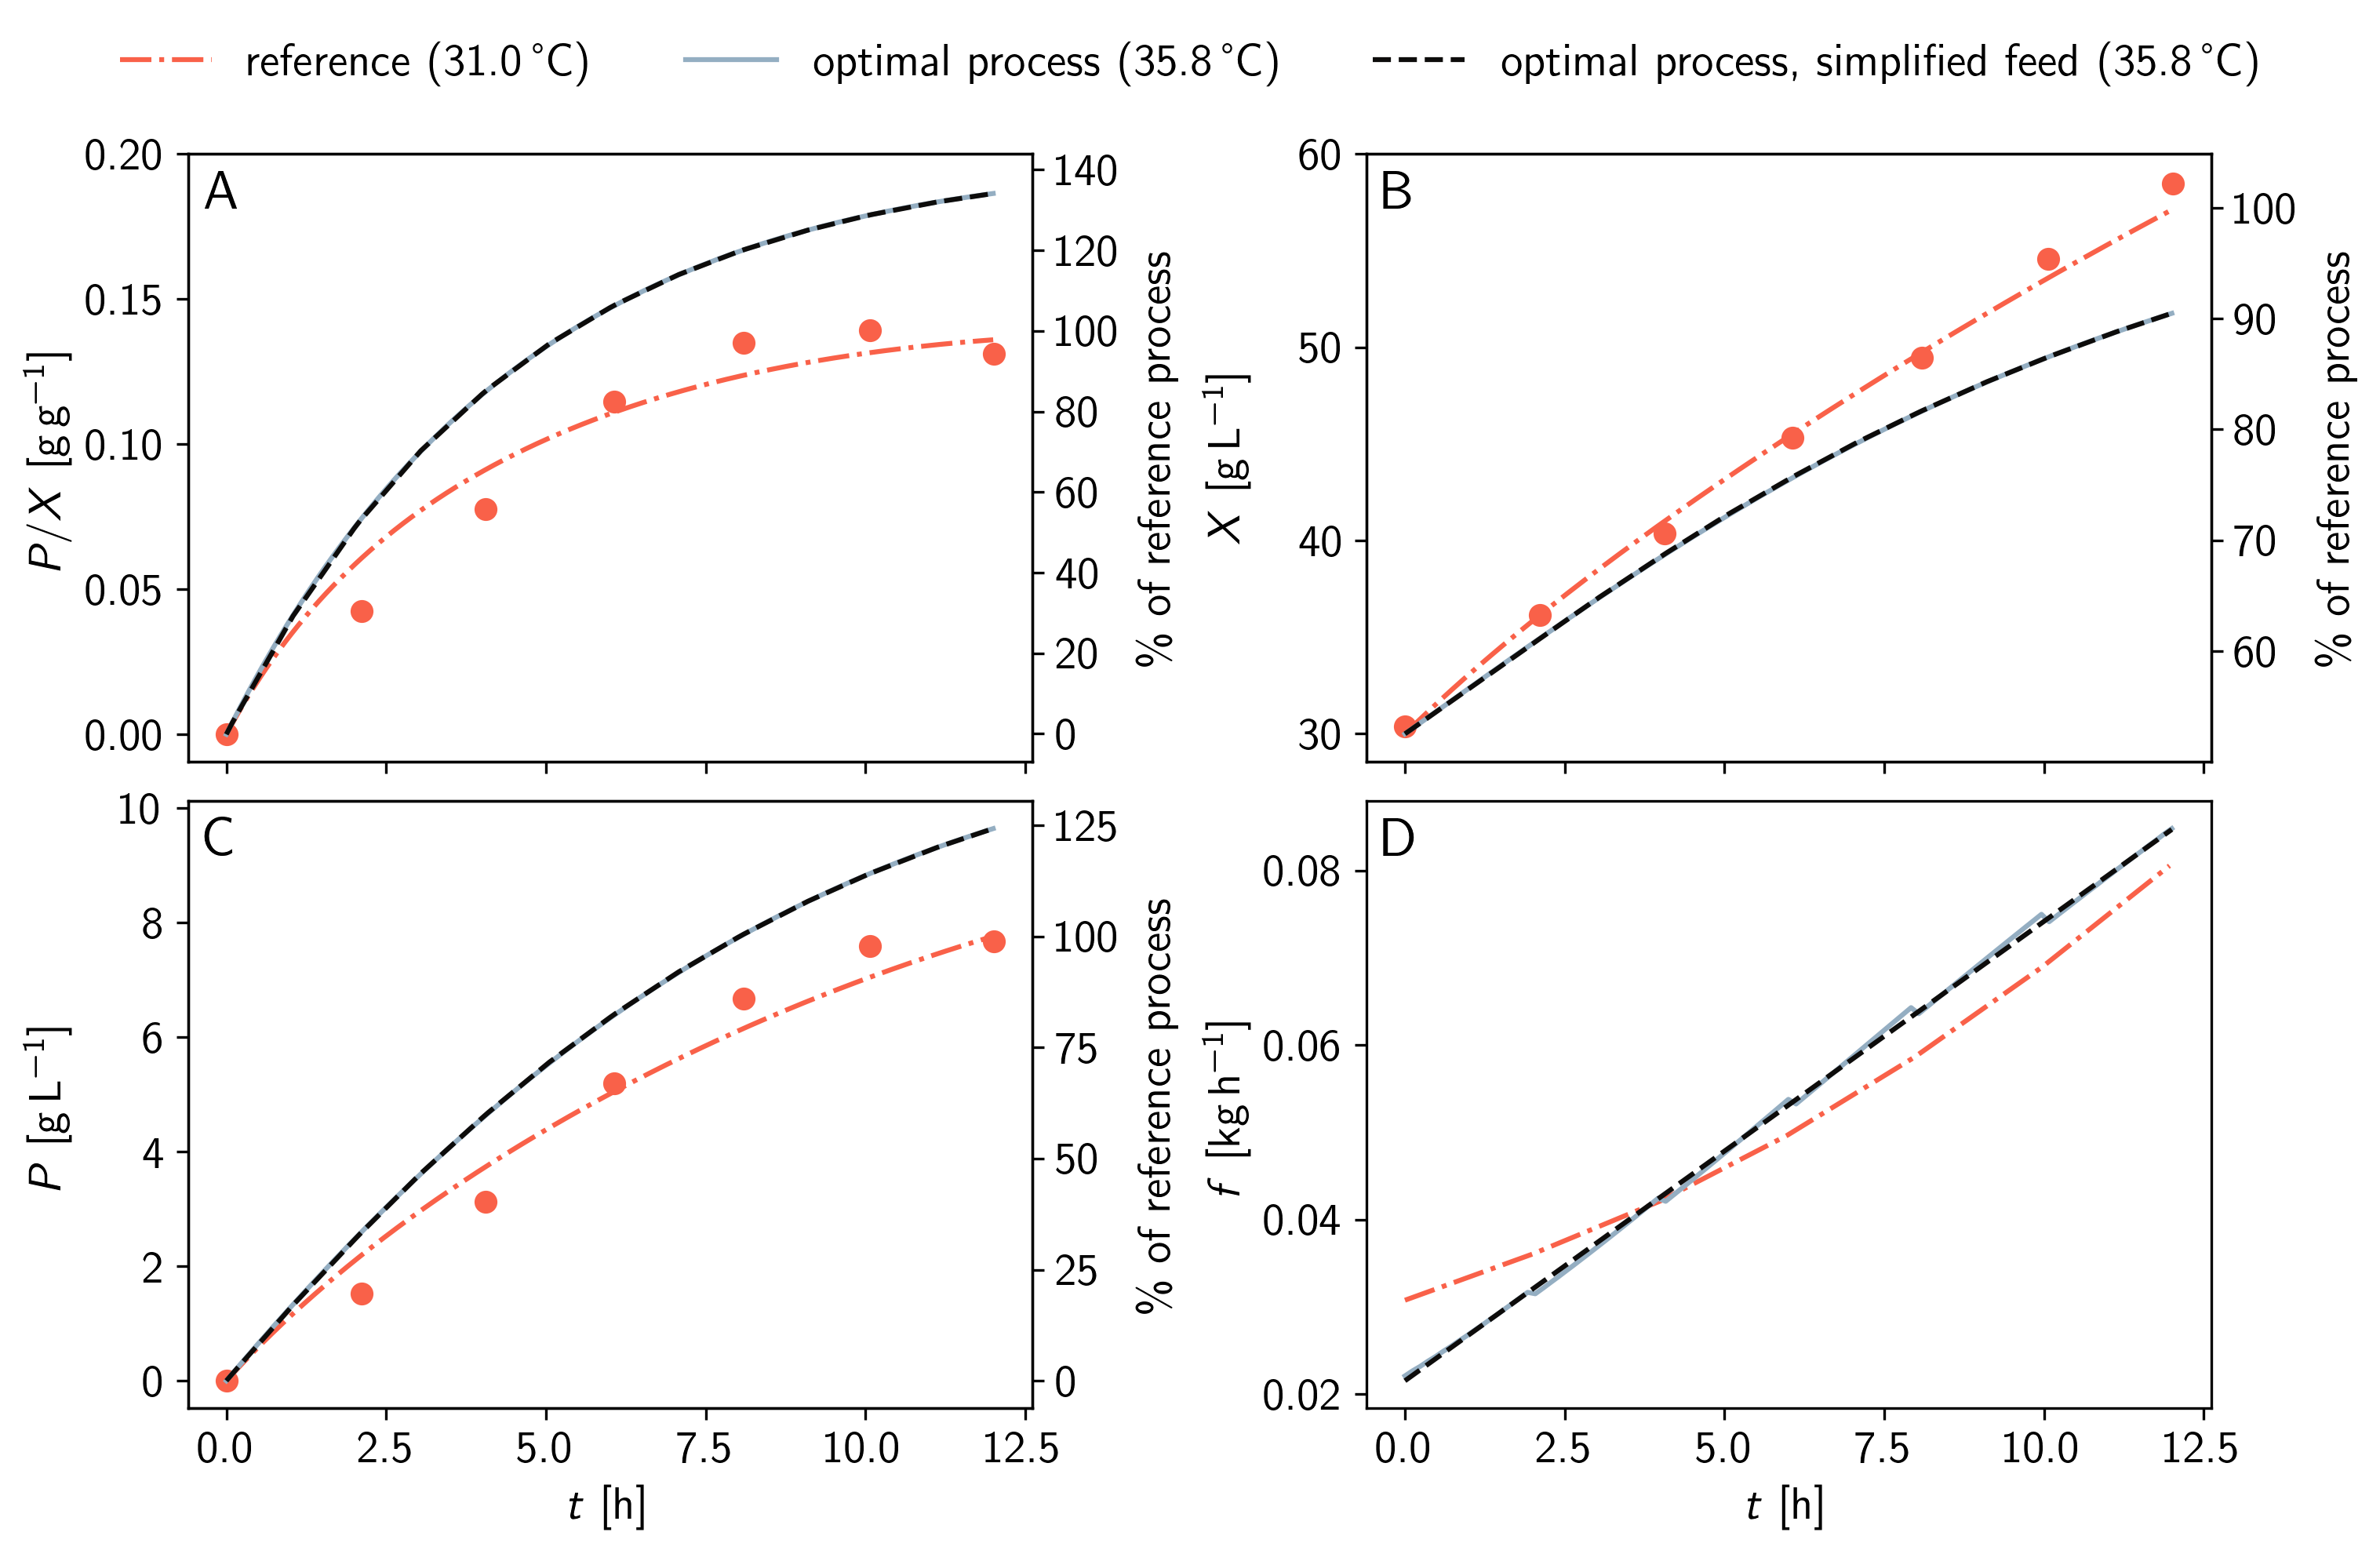 reference (31.0 °C) optimal process (35.8 °C) optimal process, simplified feed (35.8 °C)
A
0.20
0.15
0.10
0.05
0.00
P/X [g g⁻¹]
140
120
100
80
60
40
20
0
% of reference process
B
60
50
40
30
X [g L⁻¹]
100
90
80
70
60
% of reference process
C
10
8
6
4
2
0
P [g L⁻¹]
125
100
75
50
25
0
% of reference process
0.0 2.5 5.0 7.5 10.0 12.5
t [h]
D
0.08
0.06
0.04
0.02
f [kg h⁻¹]
0.0 2.5 5.0 7.5 10.0 12.5
t [h]